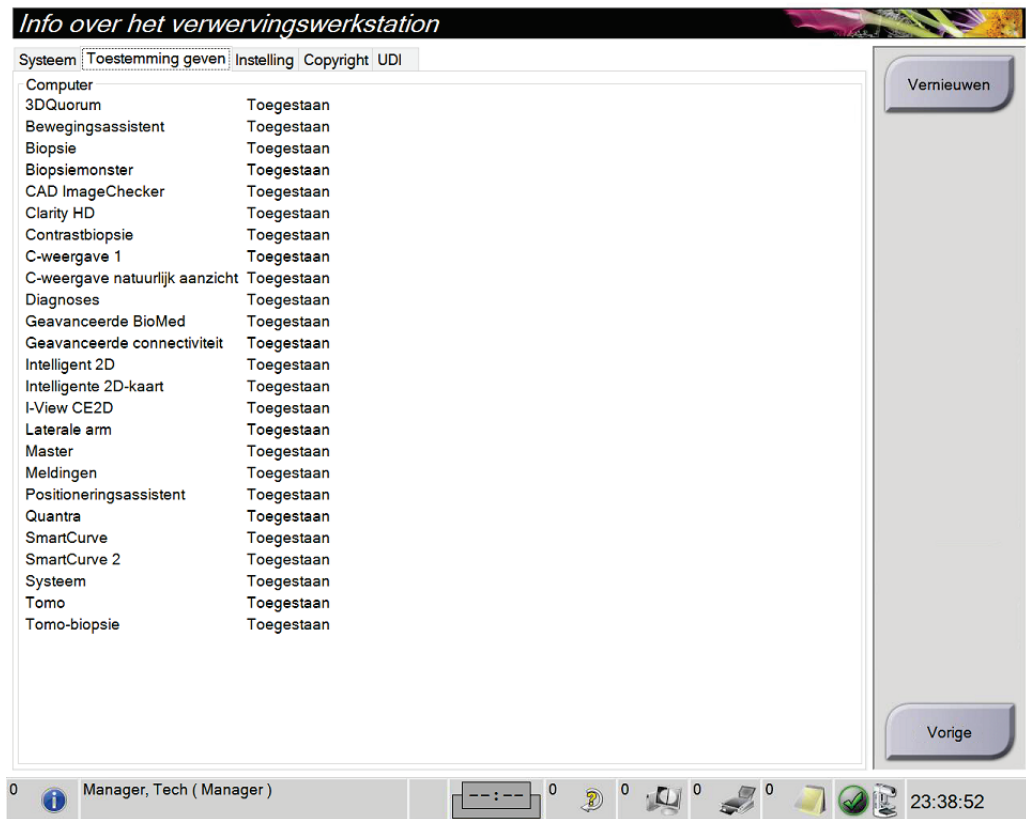 Info over het verwervingswerkstation
Systeem Toestemming geven Instelling Copyright UDI
Computer
3DQuorum Toegestaan
Bewegingsassistent Toegestaan
Biopsie Toegestaan
Biopsiemonster Toegestaan
CAD ImageChecker Toegestaan
Clarity HD Toegestaan
Contrastbiopsie Toegestaan
C-weergave 1 Toegestaan
C-weergave natuurlijk aanzicht Toegestaan
Diagnoses Toegestaan
Geavanceerde BioMed Toegestaan
Geavanceerde connectiviteit Toegestaan
Intelligent 2D Toegestaan
Intelligente 2D-kaart Toegestaan
I-View CE2D Toegestaan
Laterale arm Toegestaan
Master Toegestaan
Meldingen Toegestaan
Positioneringsassistent Toegestaan
Quantra Toegestaan
SmartCurve Toegestaan
SmartCurve 2 Toegestaan
Systeem Toegestaan
Tomo Toegestaan
Tomo-biopsie Toegestaan
Vernieuwen
Vorige
0 Manager, Tech ( Manager ) --:-- 0 0 0 0 23:38:52